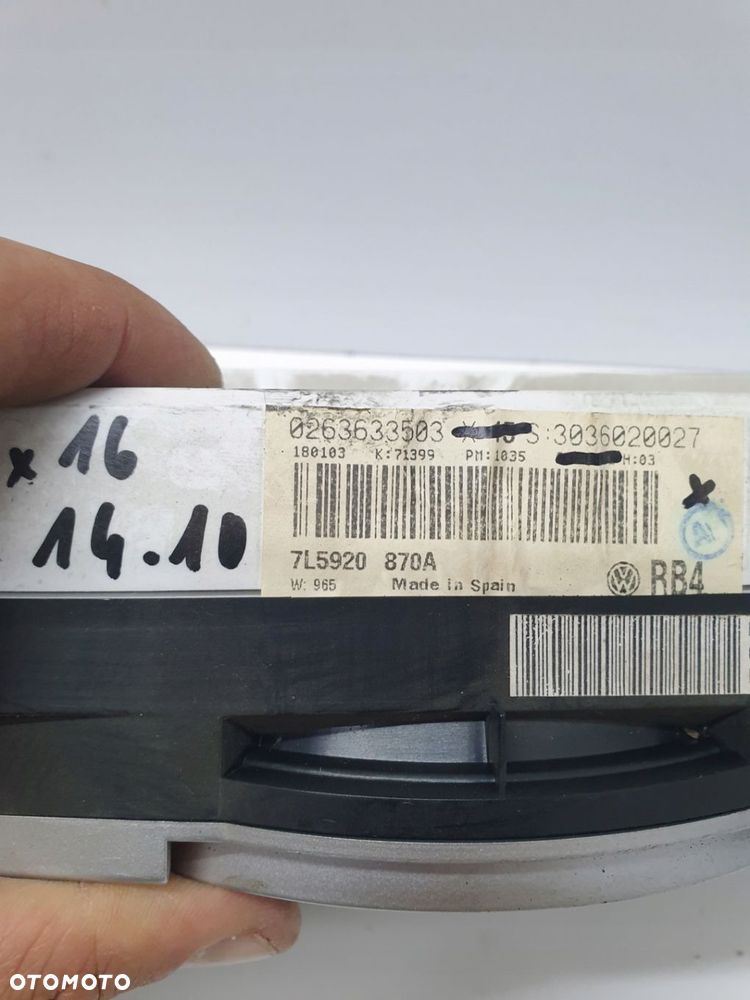 x 16
14.10
0263633503 S:3036020027
180103 K:71399 PM:1035 H:03
7L5920 870A
W: 965 Made in Spain RB4
OTOMOTO